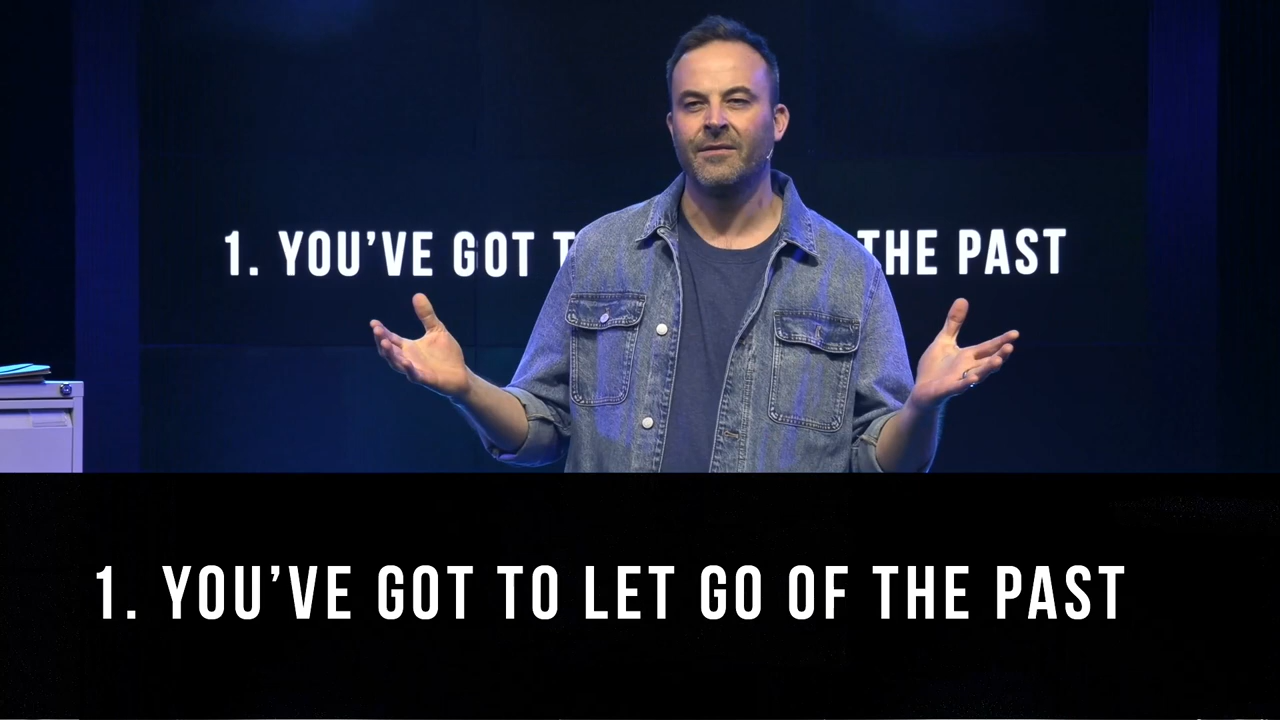 1. YOU’VE GOT T THE PAST
1. YOU’VE GOT TO LET GO OF THE PAST